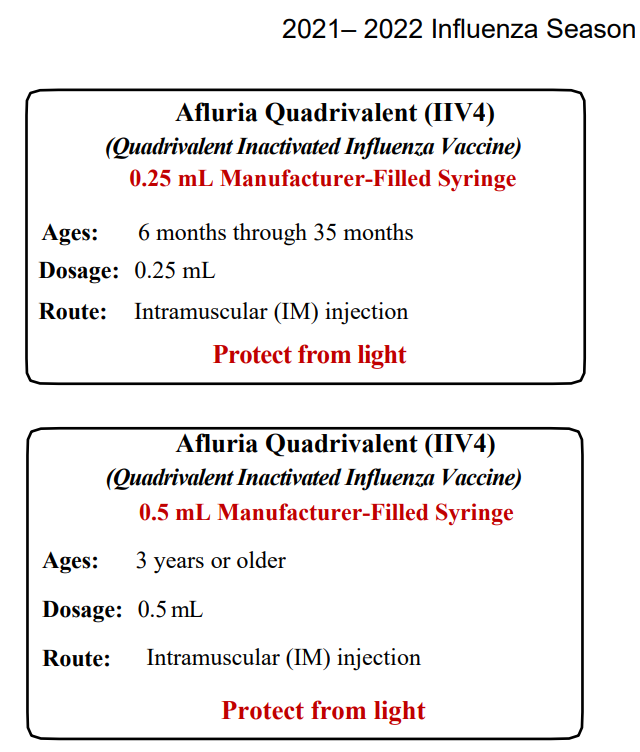 2021– 2022 Influenza Season
Afluria Quadrivalent (IIV4)
(Quadrivalent Inactivated Influenza Vaccine)
0.25 mL Manufacturer-Filled Syringe
Ages: 6 months through 35 months
Dosage: 0.25 mL
Route: Intramuscular (IM) injection
Protect from light
Afluria Quadrivalent (IIV4)
(Quadrivalent Inactivated Influenza Vaccine)
0.5 mL Manufacturer-Filled Syringe
Ages: 3 years or older
Dosage: 0.5 mL
Route: Intramuscular (IM) injection
Protect from light